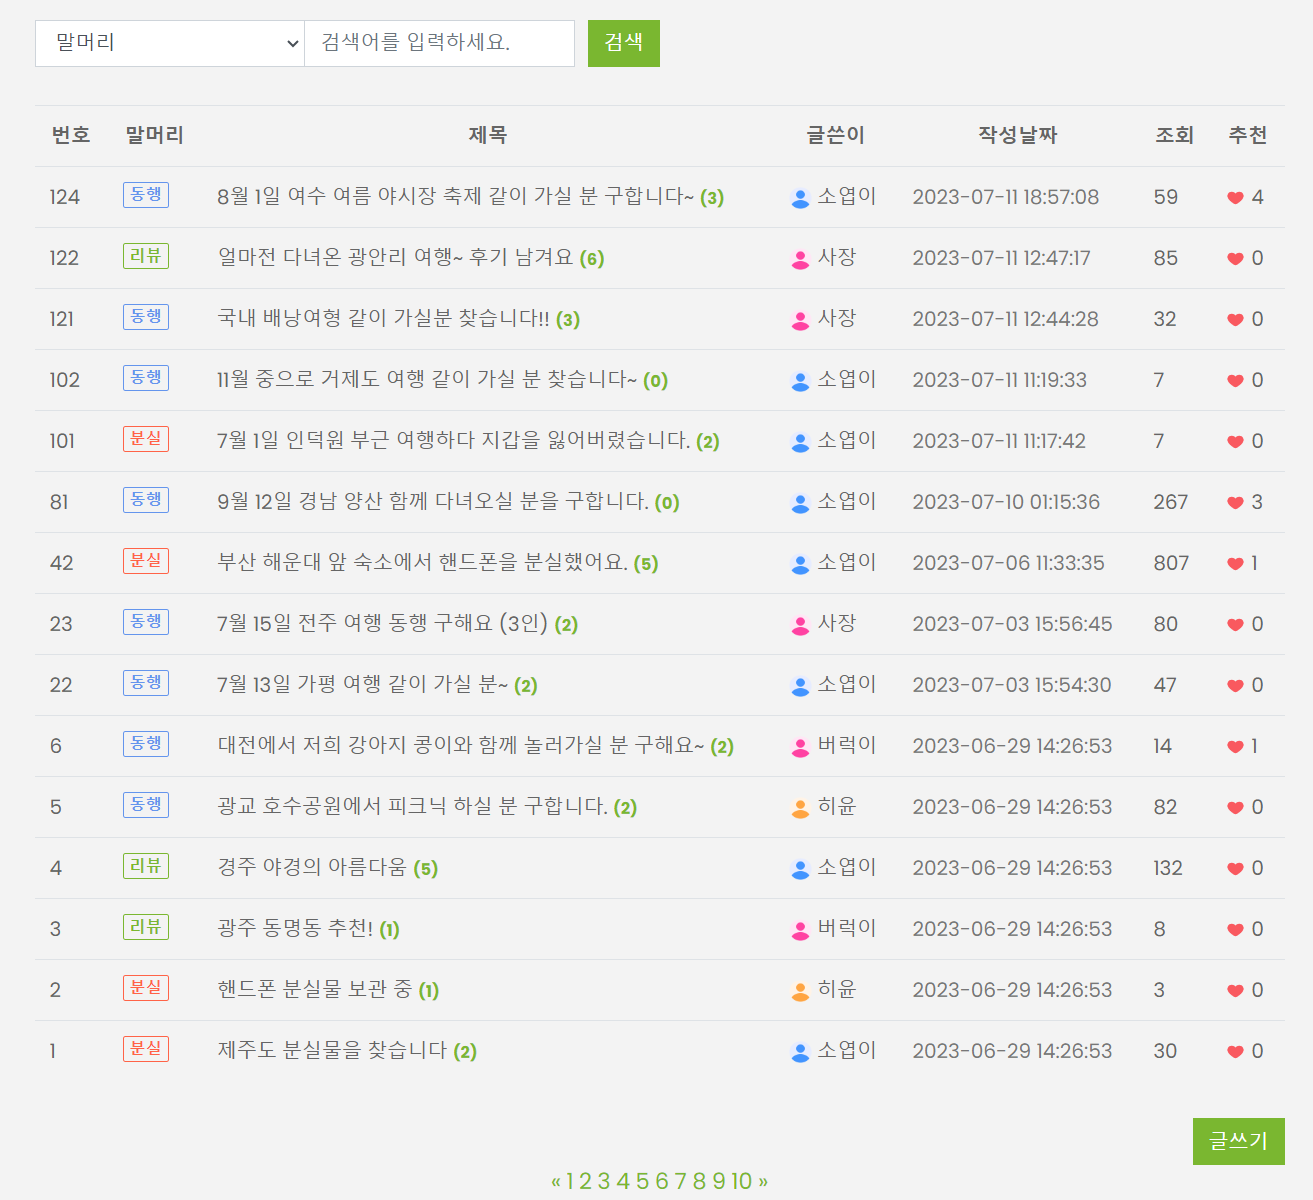 말머리 검색어를 입력하세요. 검색
번호 말머리 제목 글쓴이 작성날짜 조회 추천
124 동행 8월 1일 여수 여름 야시장 축제 같이 가실 분 구합니다~ (3) 소엽이 2023-07-11 18:57:08 59 4
122 리뷰 얼마전 다녀온 광안리 여행~ 후기 남겨요 (6) 사장 2023-07-11 12:47:17 85 0
121 동행 국내 배낭여형 같이 가실분 찾습니다!! (3) 사장 2023-07-11 12:44:28 32 0
102 동행 11월 중으로 거제도 여행 같이 가실 분 찾습니다~ (0) 소엽이 2023-07-11 11:19:33 7 0
101 분실 7월 1일 인덕원 부근 여행하다 지갑을 잃어버렸습니다. (2) 소엽이 2023-07-11 11:17:42 7 0
81 동행 9월 12일 경남 양산 함께 다녀오실 분을 구합니다. (0) 소엽이 2023-07-10 01:15:36 267 3
42 분실 부산 해운대 앞 숙소에서 핸드폰을 분실했어요. (5) 소엽이 2023-07-06 11:33:35 807 1
23 동행 7월 15일 전주 여행 동행 구해요 (3인) (2) 사장 2023-07-03 15:56:45 80 0
22 동행 7월 13일 가평 여행 같이 가실 분~ (2) 소엽이 2023-07-03 15:54:30 47 0
6 동행 대전에서 저희 강아지 콩이와 함께 놀러가실 분 구해요~ (2) 버럭이 2023-06-29 14:26:53 14 1
5 동행 광교 호수공원에서 피크닉 하실 분 구합니다. (2) 히윤 2023-06-29 14:26:53 82 0
4 리뷰 경주 야경의 아름다움 (5) 소엽이 2023-06-29 14:26:53 132 0
3 리뷰 광주 동명동 추천! (1) 버럭이 2023-06-29 14:26:53 8 0
2 분실 핸드폰 분실물 보관 중 (1) 히윤 2023-06-29 14:26:53 3 0
1 분실 제주도 분실물을 찾습니다 (2) 소엽이 2023-06-29 14:26:53 30 0
글쓰기
« 1 2 3 4 5 6 7 8 9 10 »